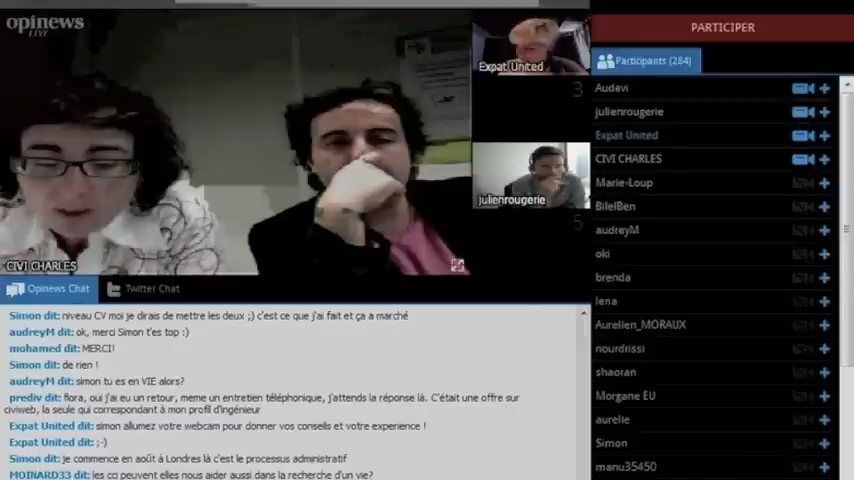 opinews
LIVE
Expat United
3
julienrougerie
5
CIVI CHARLES
Opinews Chat
Twitter Chat
Simon dit: niveau CV moi je dirais de mettre les deux ;) c'est ce que j'ai fait et ça a marché
audreyM dit: ok, merci Simon t'es top :)
mohamed dit: MERCI!
Simon dit: de rien !
audreyM dit: simon tu es en VIE alors?
prediv dit: flora, oui j'ai eu un retour, meme un entretien téléphonique, j'attends la réponse là. C'était une offre sur
civiweb, la seule qui correspondant à mon profil d'ingénieur
Expat United dit: simon allumez votre webcam pour donner vos conseils et votre experience !
Expat United dit: ;-)
Simon dit: je commence en août à Londres là c'est le processus administratif
MOINARD33 dit: les cci peuvent elles nous aider aussi dans la recherche d'un vie?
PARTICIPER
Participants (284)
Audevi
julienrougerie
Expat United
CIVI CHARLES
Marie-Loup
BilelBen
audreyM
oki
brenda
lena
Aurelien_MORAUX
nourdrissi
shaoran
Morgane EU
aurelie
Simon
manu35450